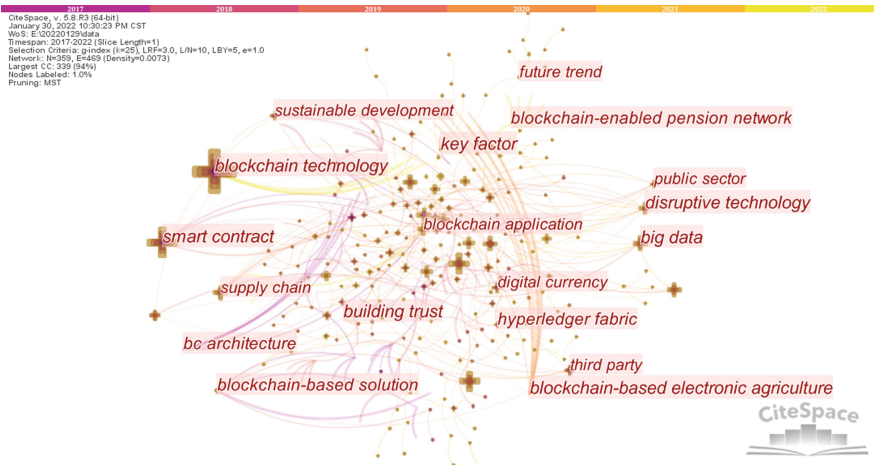 2017 2018 2019 2020 2021 2022
CiteSpace, v. 5.8.R3 (64-bit)
January 30, 2022 10:30:23 PM CST
WoS: E:\20220129\data
Timespan: 2017-2022 (Slice Length=1)
Selection Criteria: g-index (k=25), LRF=3.0, L/N=10, LBY=5, e=1.0
Network: N=359, E=469 (Density=0.0073)
Largest CC: 339 (94%)
Nodes Labeled: 1.0%
Pruning: MST
future trend
sustainable development
blockchain-enabled pension network
key factor
blockchain technology
public sector
disruptive technology
blockchain application
smart contract
big data
supply chain
digital currency
building trust
hyperledger fabric
bc architecture
third party
blockchain-based solution
blockchain-based electronic agriculture
CiteSpace